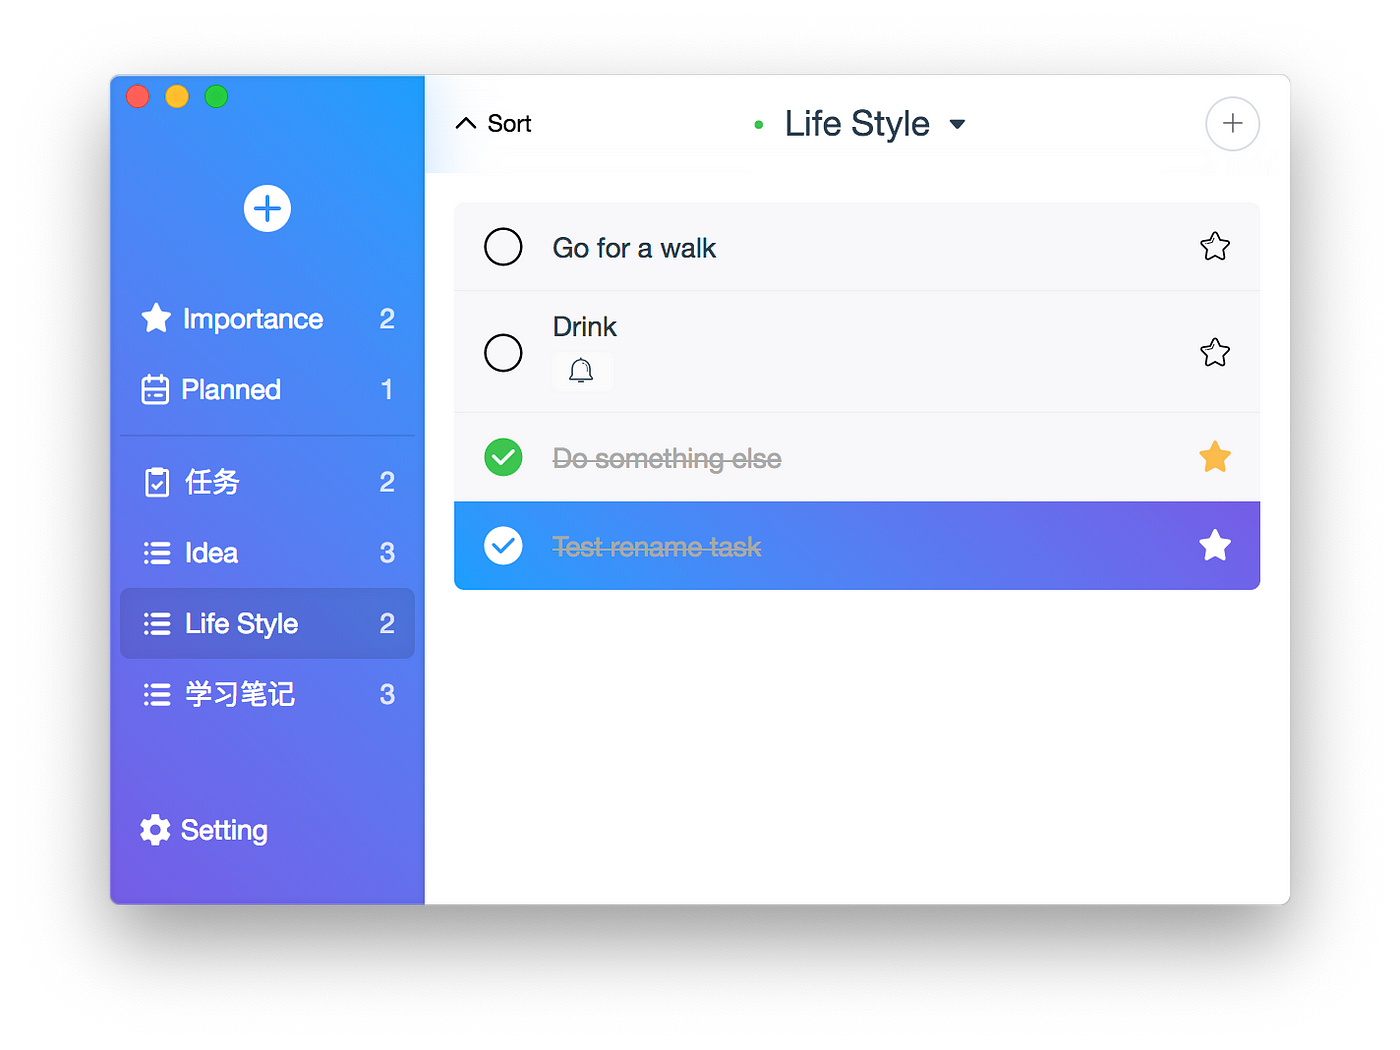 Importance 2
Planned 1
任务 2
Idea 3
Life Style 2
学习笔记 3
Setting
Sort
Life Style
Go for a walk
Drink
Do something else
Test rename task